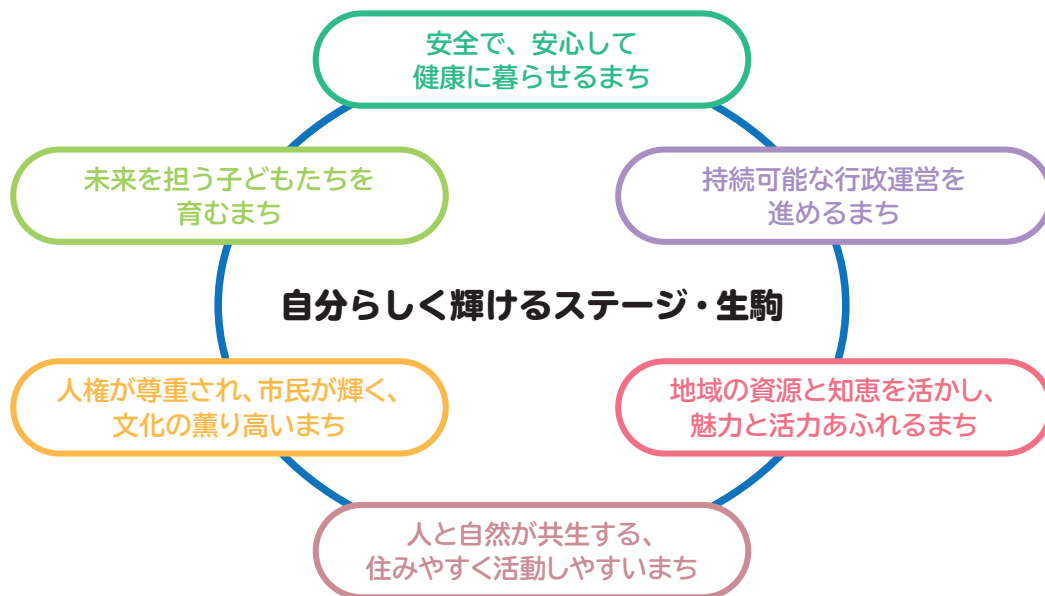 安全で、安心して
健康に暮らせるまち
未来を担う子どもたちを
育むまち
持続可能な行政運営を
進めるまち
自分らしく輝けるステージ・生駒
人権が尊重され、市民が輝く、
文化の薫り高いまち
地域の資源と知恵を活かし、
魅力と活力あふれるまち
人と自然が共生する、
住みやすく活動しやすいまち